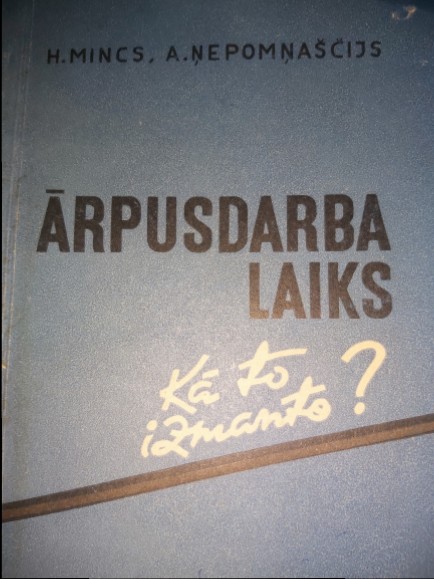 H.MINCS, A.ŅEPOMŅAŠČIJS
ĀRPUSDARBA
LAIKS
Kā to
izmanto?